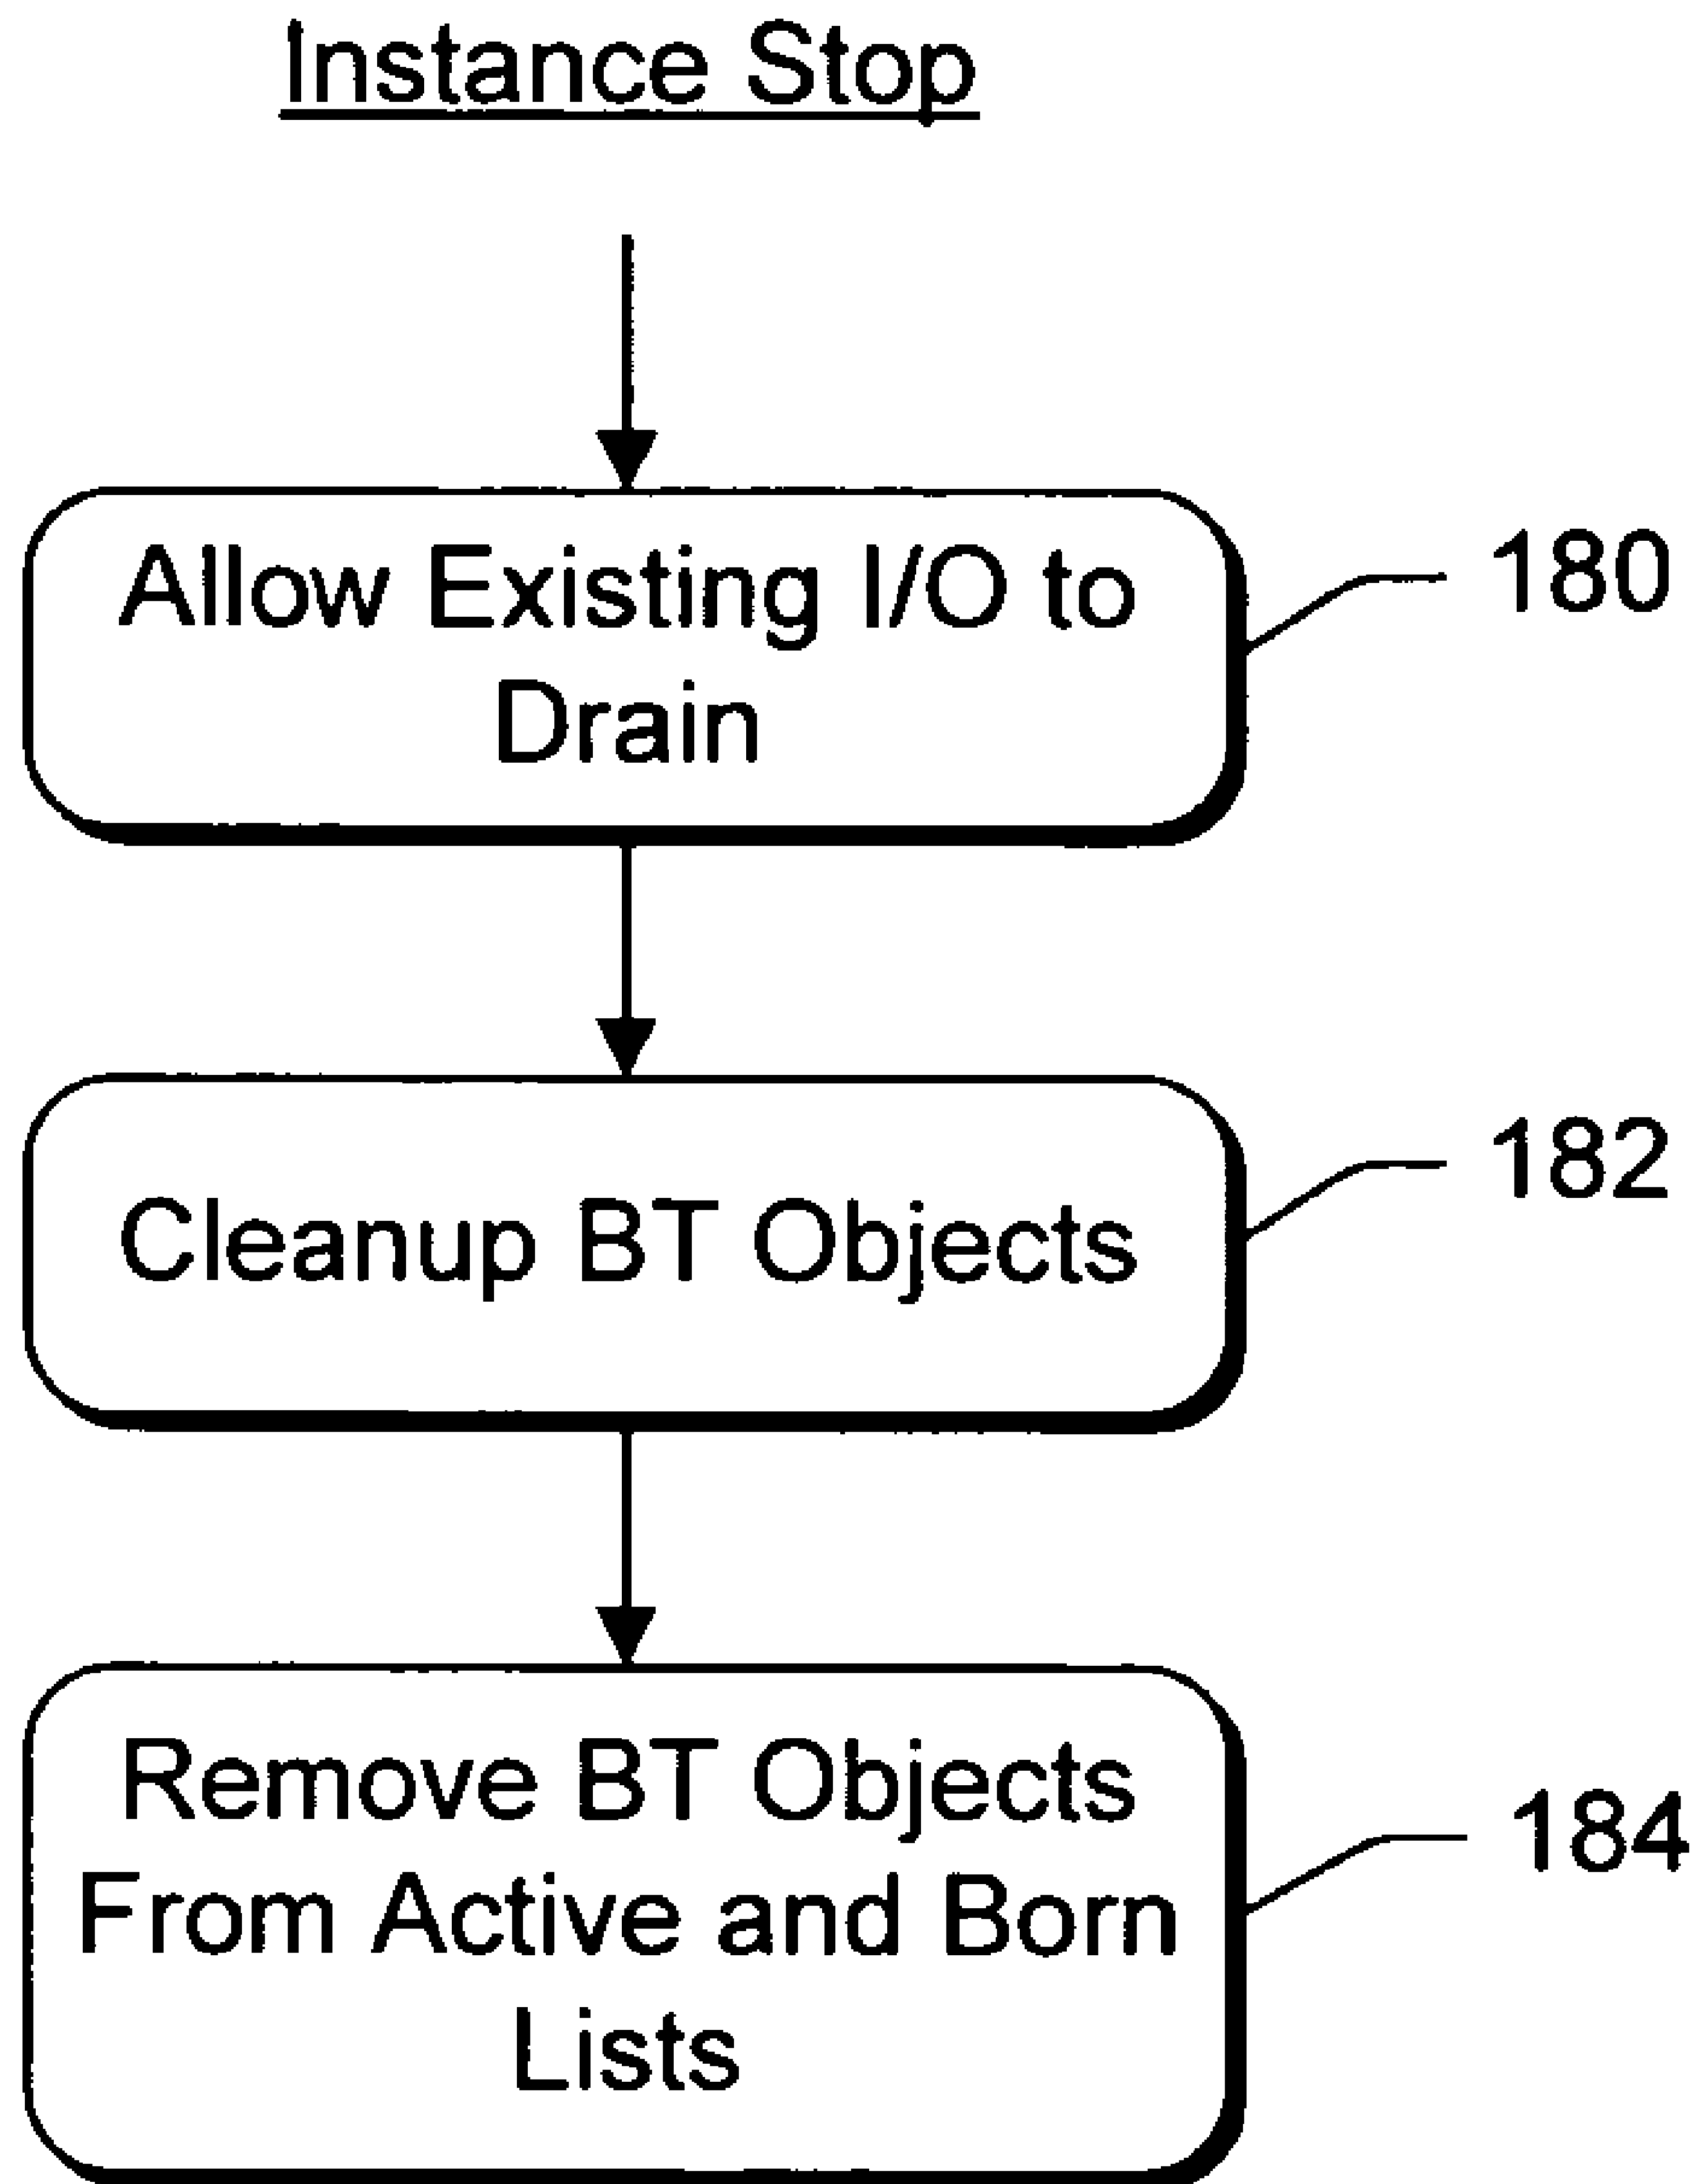 Instance Stop
Allow Existing I/O to
Drain
180
Cleanup BT Objects
182
Remove BT Objects
From Active and Born
Lists
184